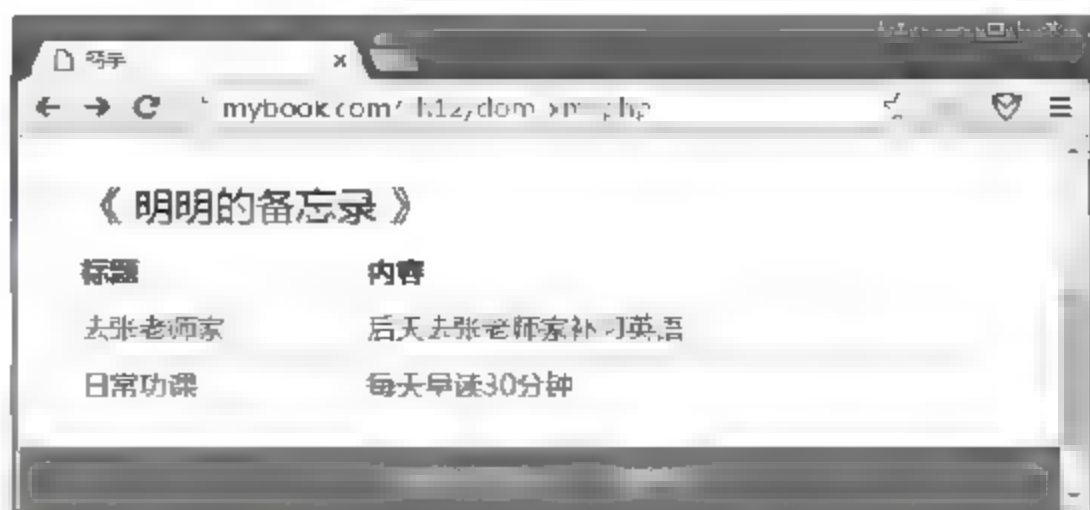 mybook.com/
《明明的备忘录》
标题 内容
去张老师家 后天去张老师家补习英语
日常功课 每天早读30分钟